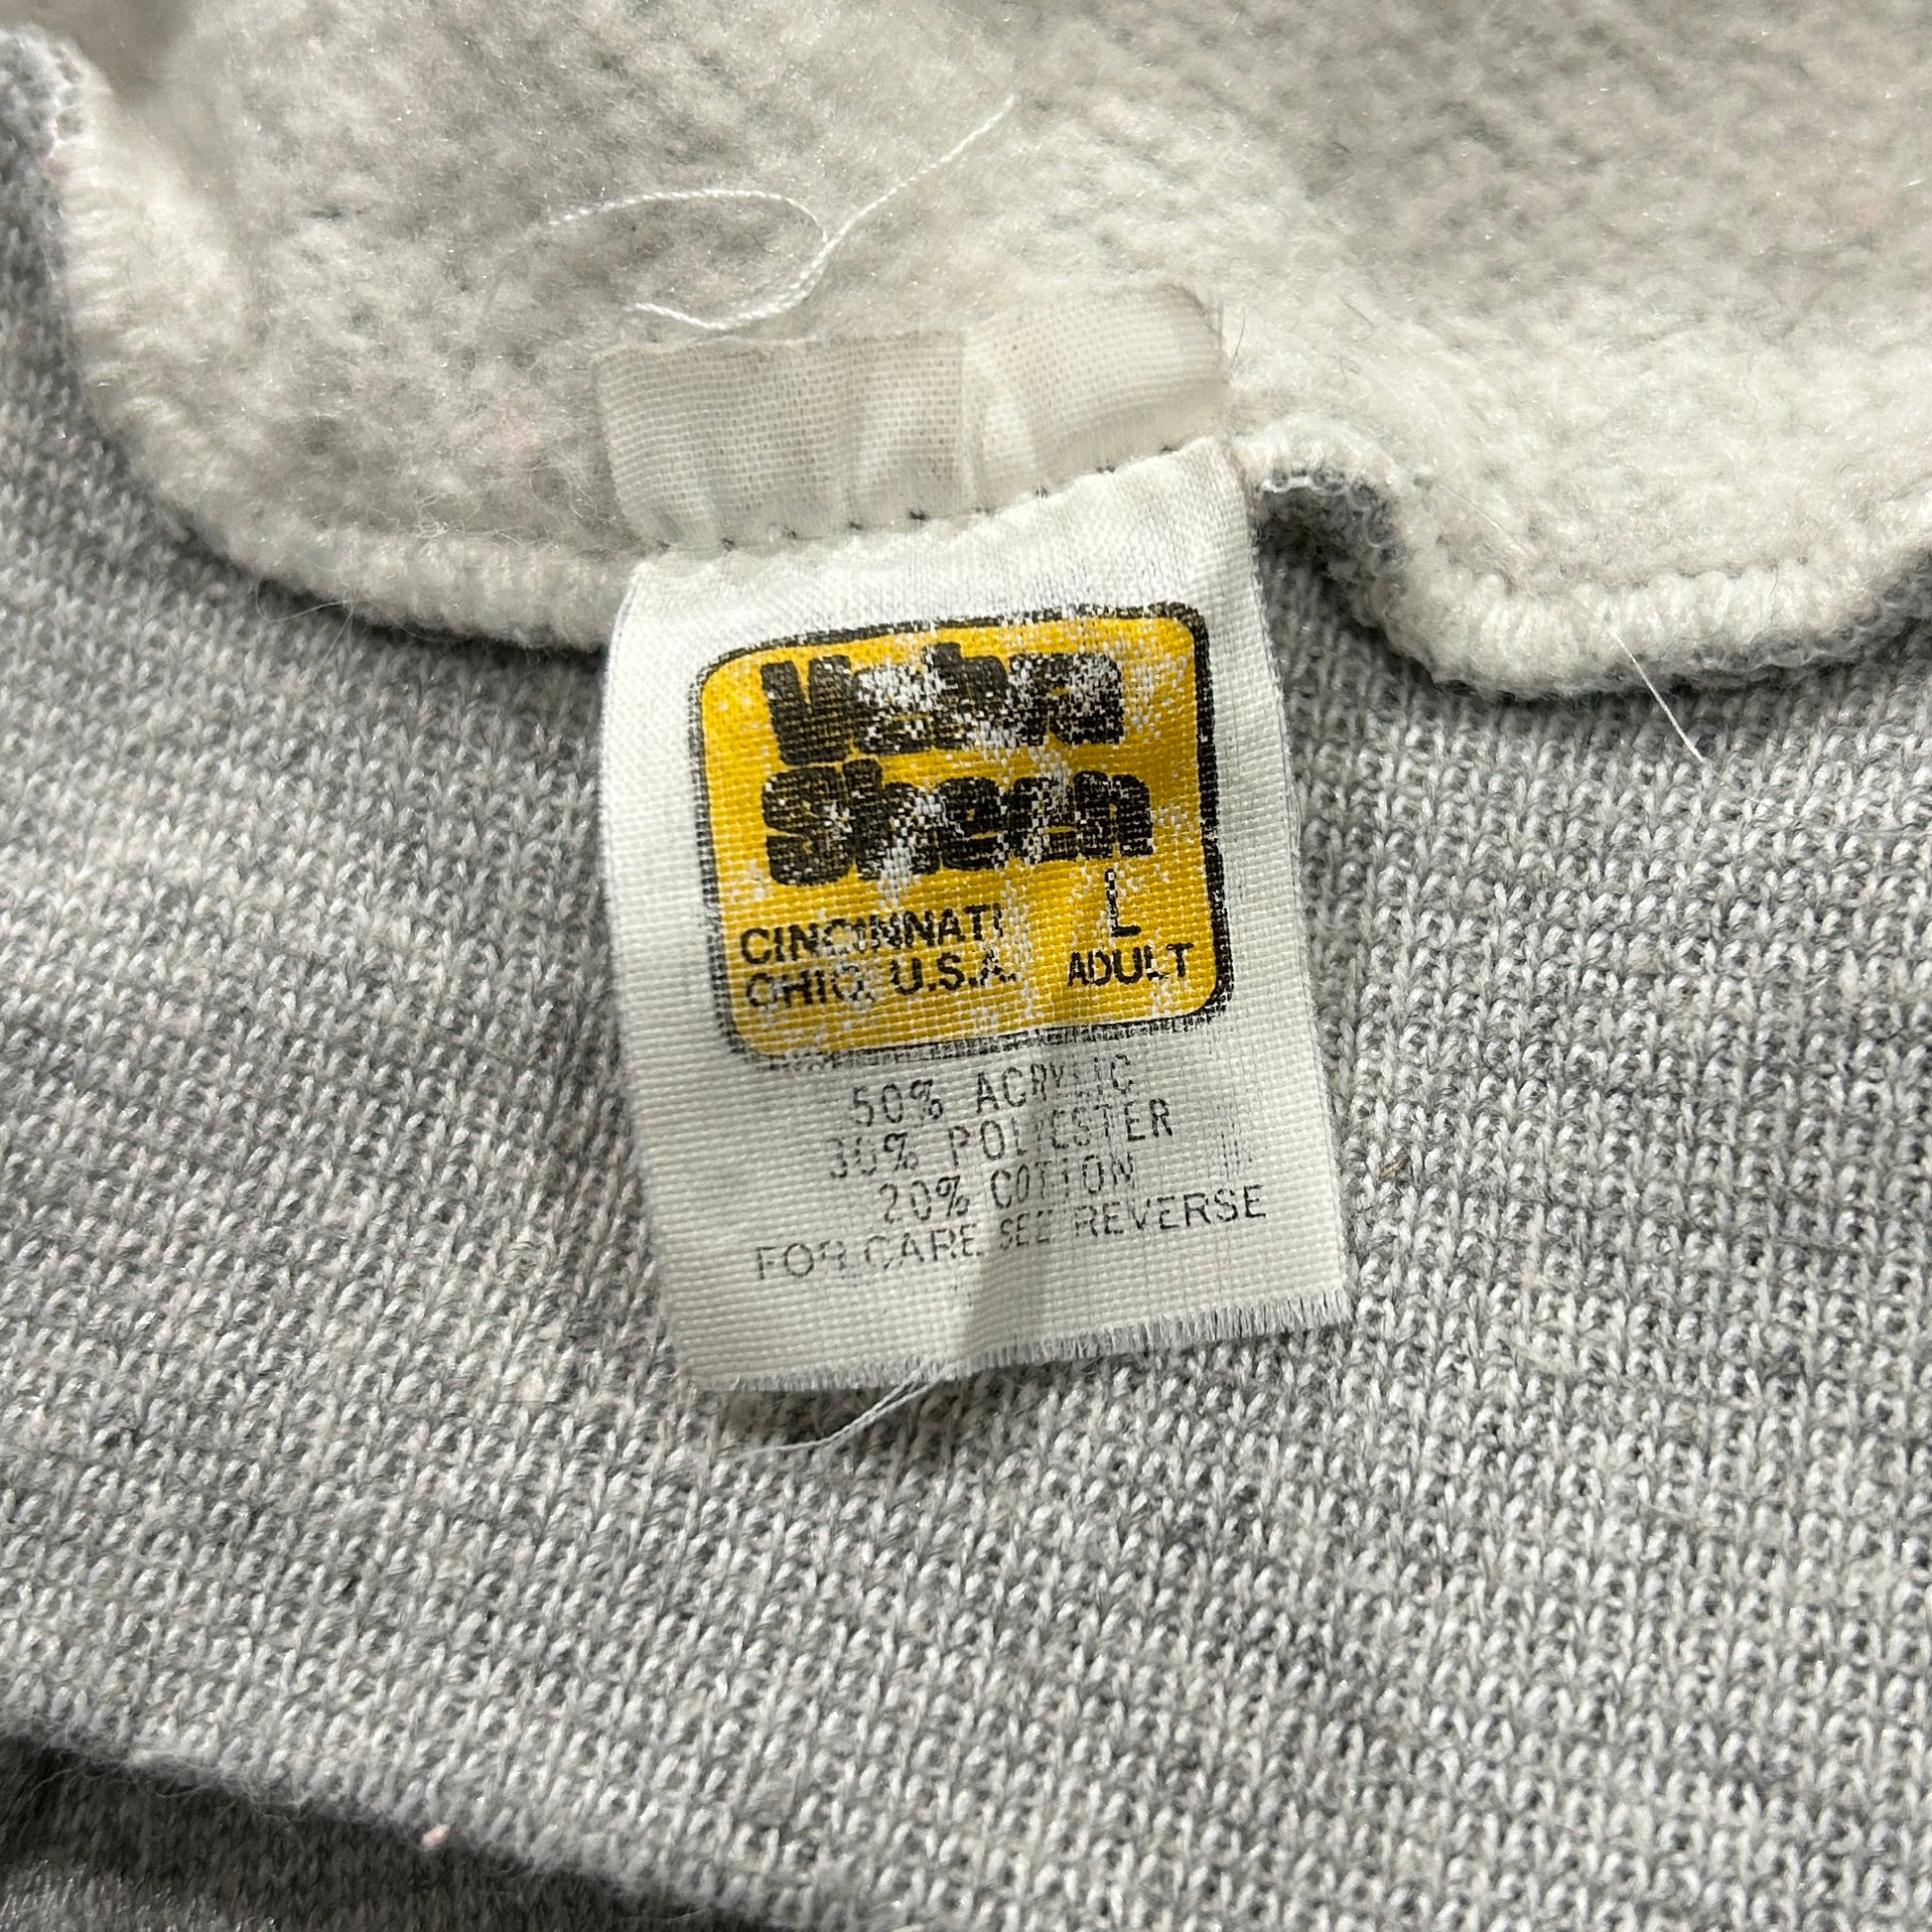 Velva
Sheen
CINCINNATI L
OHIO, U.S.A. ADULT
50% ACRYLIC
30% POLYESTER
20% COTTON
FOR CARE SEE REVERSE